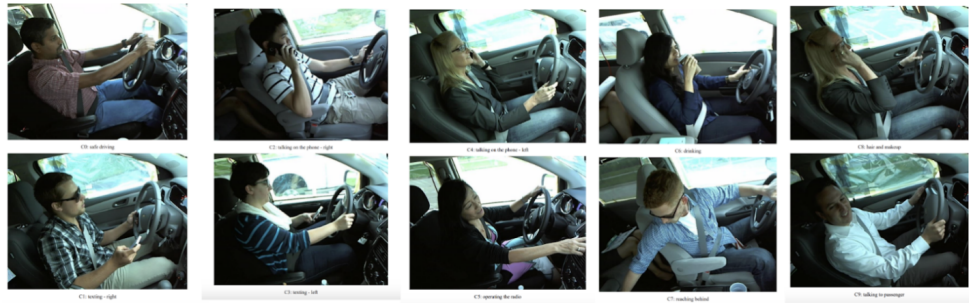 C0: safe driving
C2: talking on the phone - right
C4: talking on the phone - left
C6: drinking
C8: hair and makeup
C1: texting - right
C3: texting - left
C5: operating the radio
C7: reaching behind
C9: talking to passenger